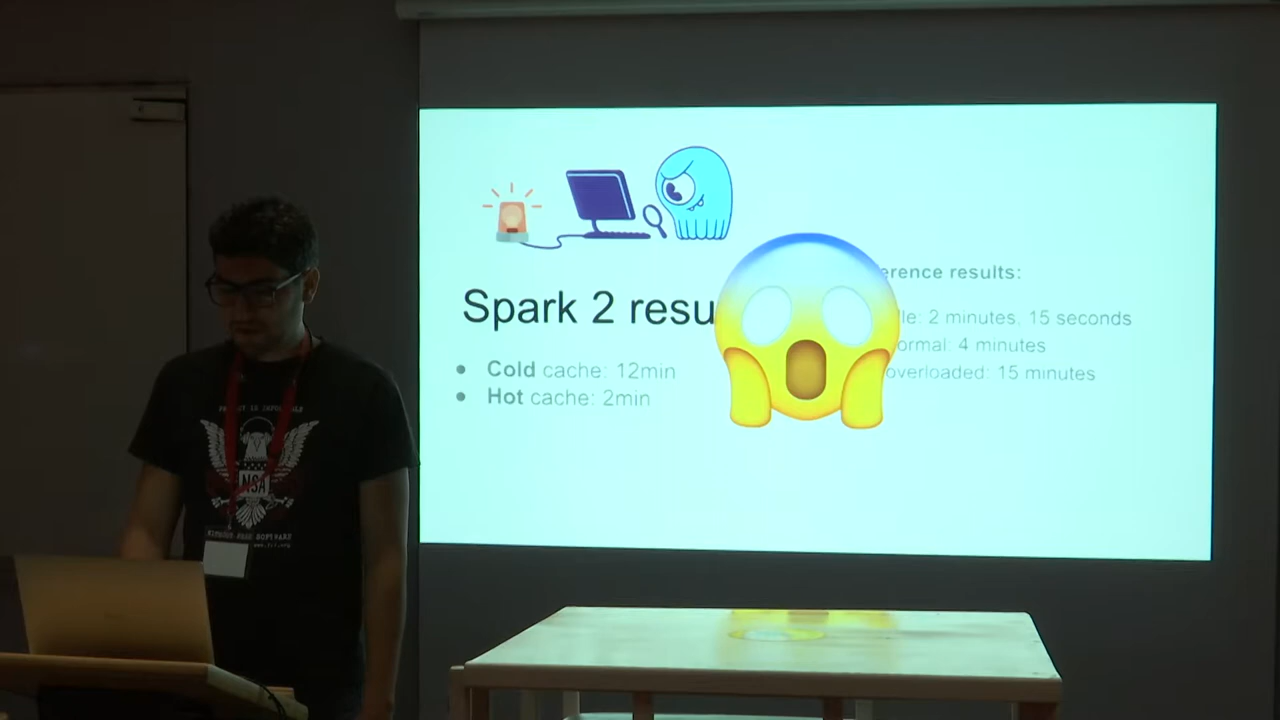 Spark 2 resu
Cold cache: 12min
Hot cache: 2min
erence results:
le: 2 minutes, 15 seconds
ormal: 4 minutes
overloaded: 15 minutes
NSA